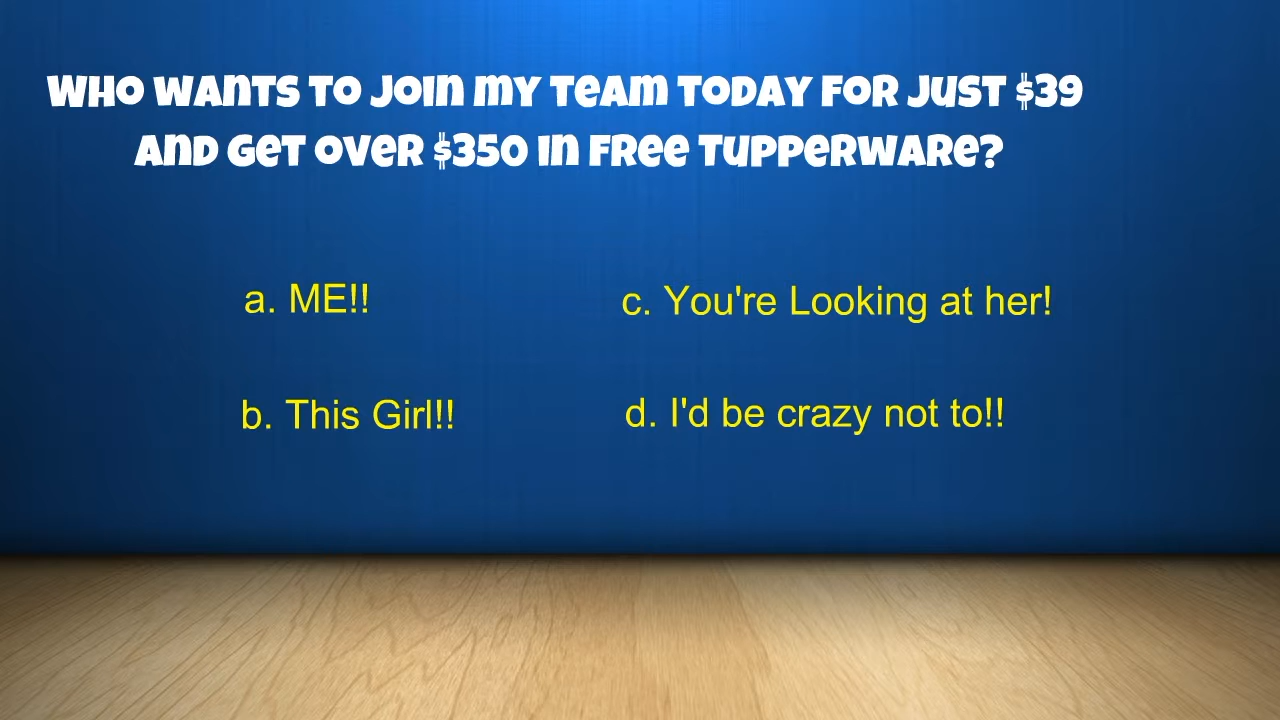 WHO WANTS TO JOIN MY TEAM TODAY FOR JUST $39
AND GET OVER $350 IN FREE TUPPERWARE?
a. ME!!
b. This Girl!!
c. You're Looking at her!
d. I'd be crazy not to!!